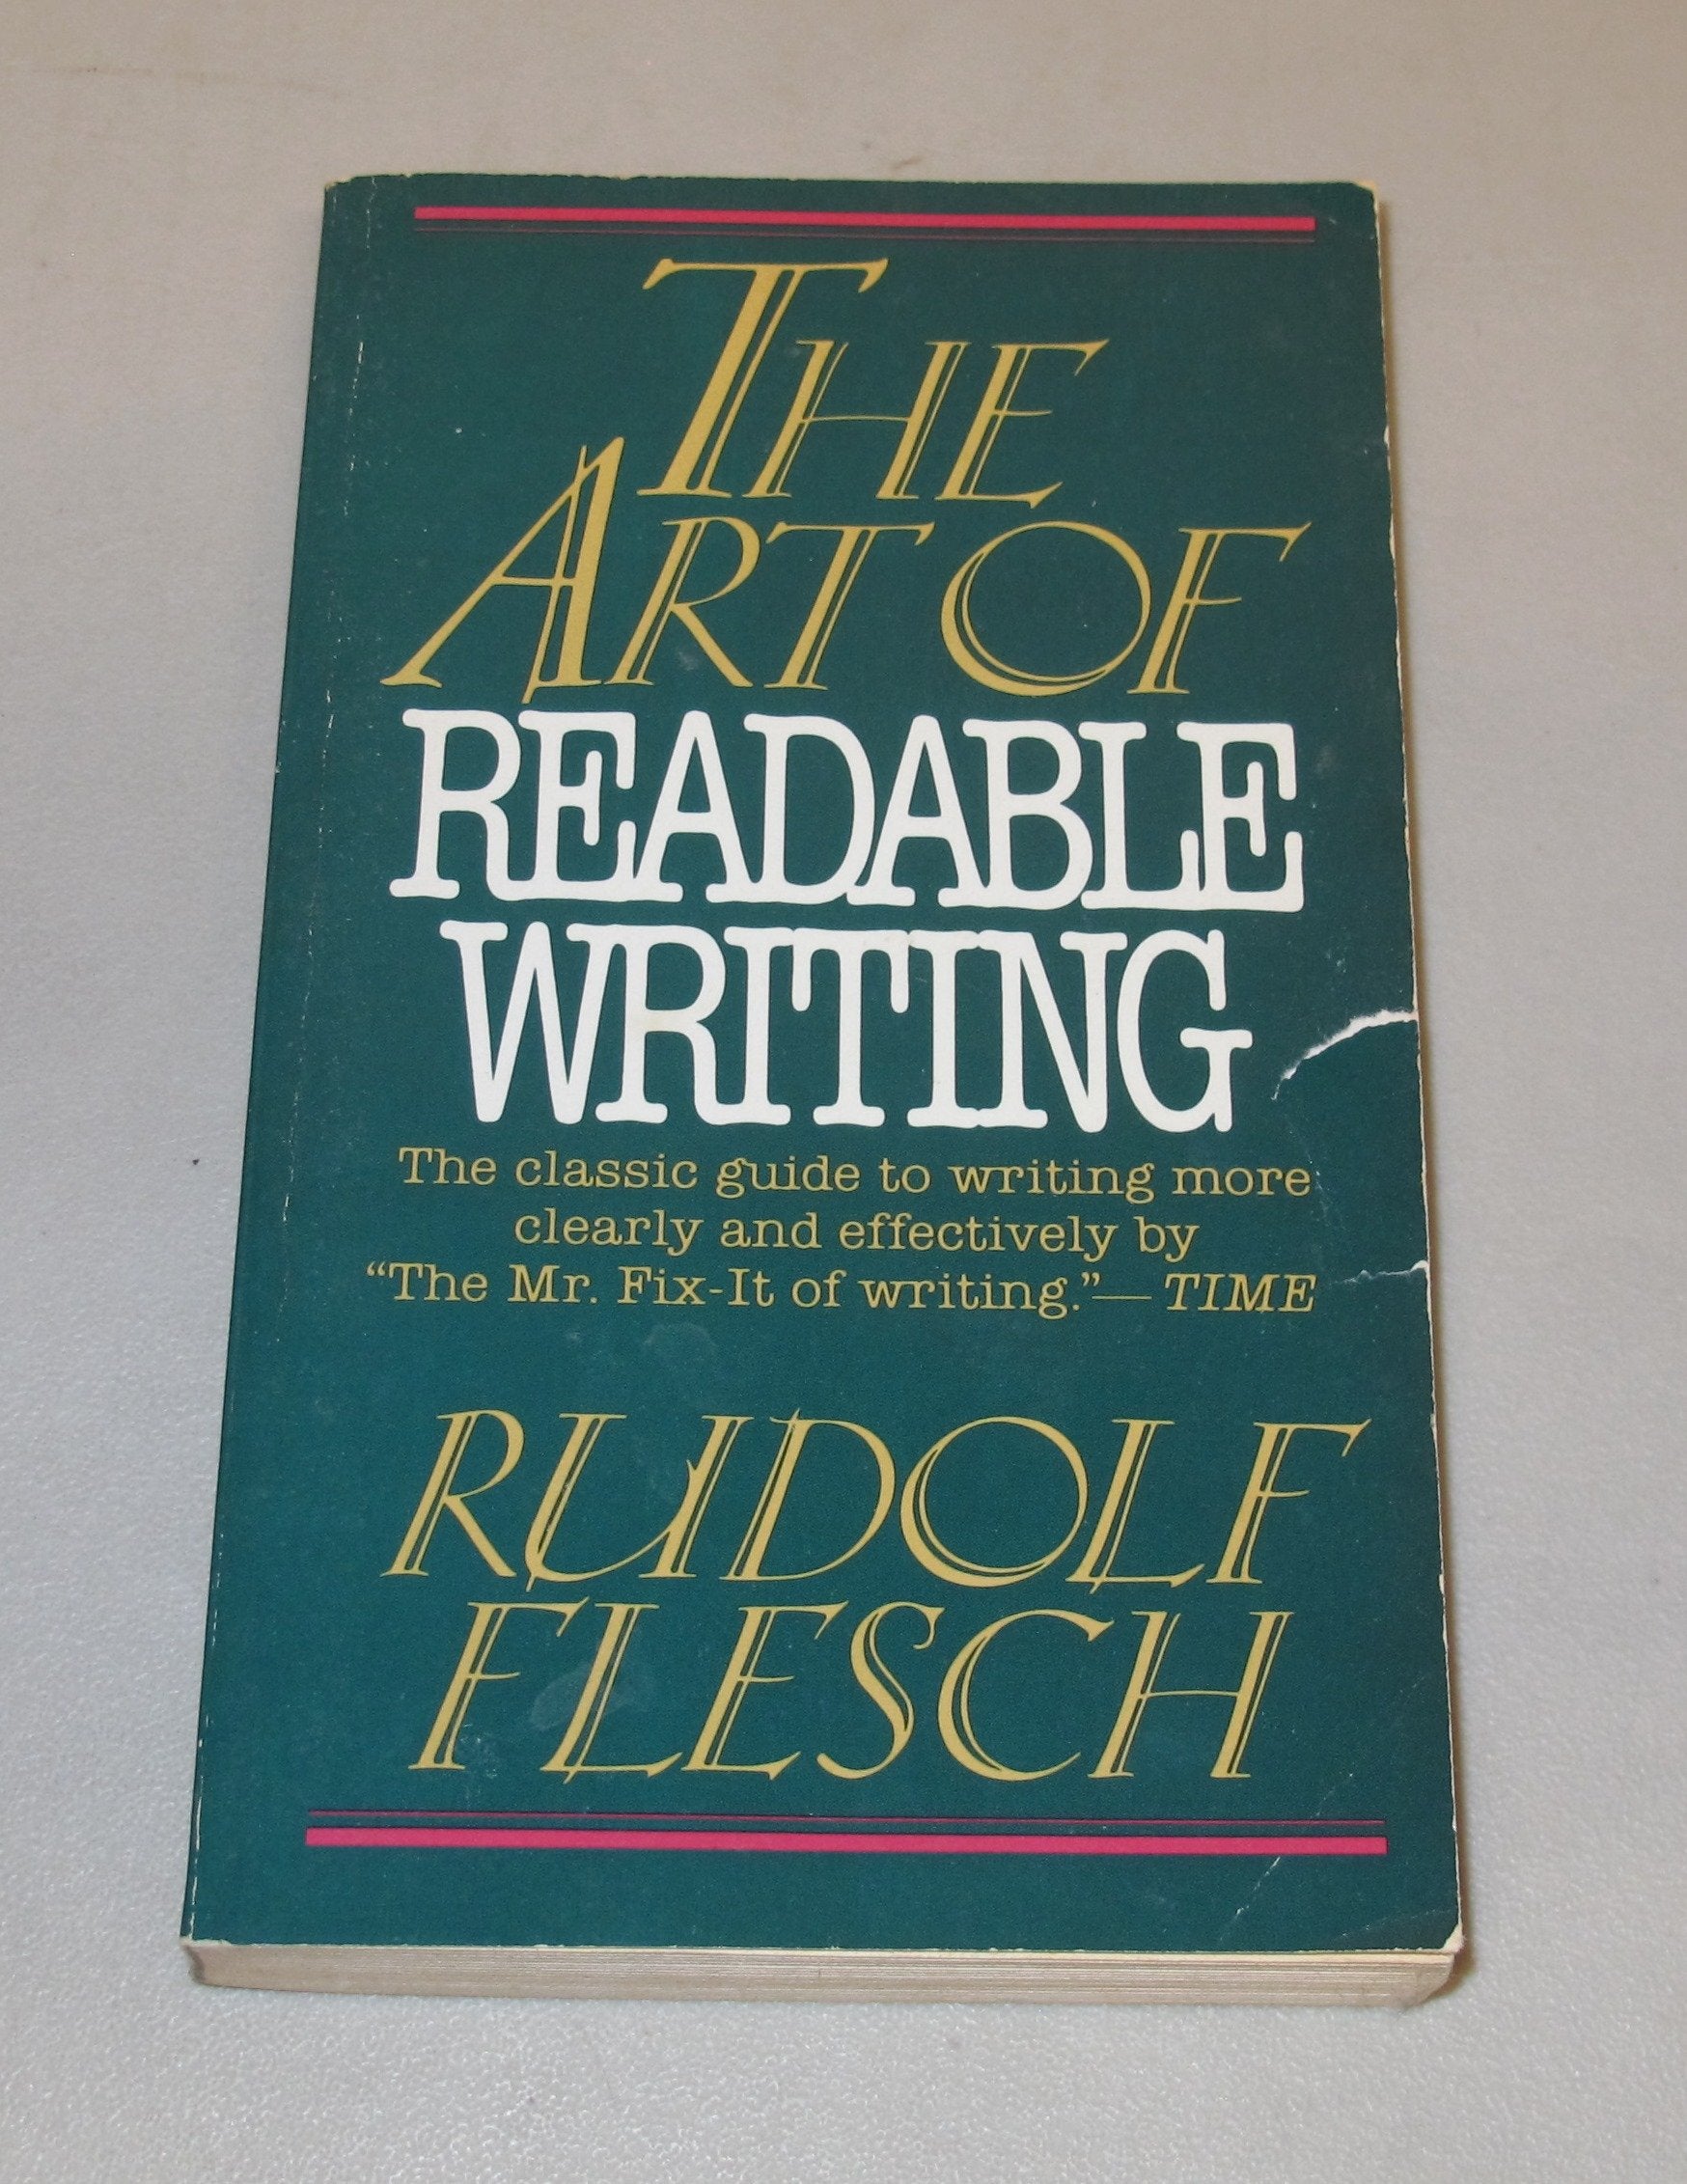 THE
ART OF
READABLE
WRITING
The classic guide to writing more
clearly and effectively by
“The Mr. Fix-It of writing.”—TIME
RUDOLF
FLESCH